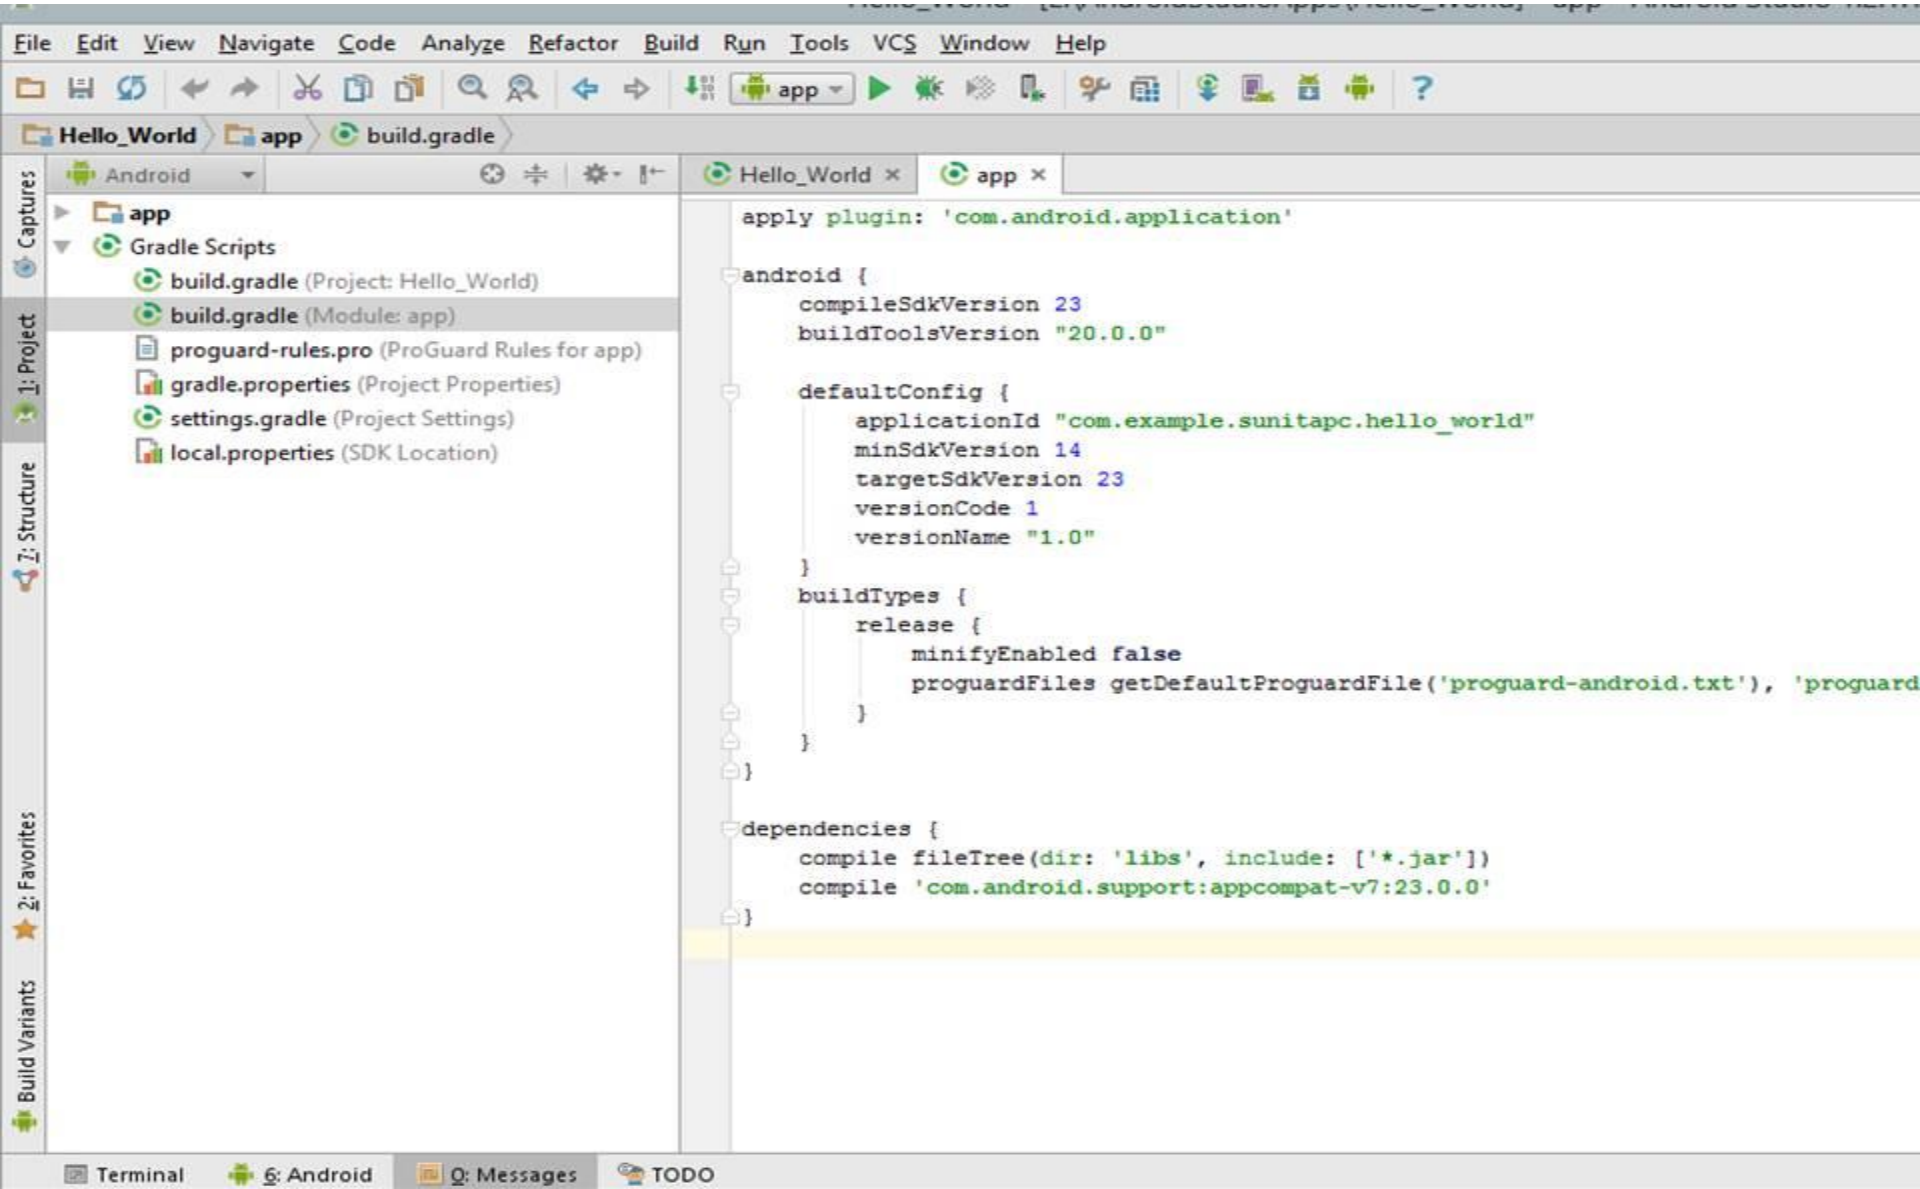 File Edit View Navigate Code Analyze Refactor Build Run Tools VCS Window Help
app
?
Hello_World app build.gradle
Captures
1: Project
7: Structure
2: Favorites
Build Variants
Android
app
Gradle Scripts
build.gradle (Project: Hello_World)
build.gradle (Module: app)
proguard-rules.pro (ProGuard Rules for app)
gradle.properties (Project Properties)
settings.gradle (Project Settings)
local.properties (SDK Location)
Hello_World × app ×
apply plugin: 'com.android.application'
android {
compileSdkVersion 23
buildToolsVersion "20.0.0"
defaultConfig {
applicationId "com.example.sunitapc.hello_world"
minSdkVersion 14
targetSdkVersion 23
versionCode 1
versionName "1.0"
}
buildTypes {
release {
minifyEnabled false
proguardFiles getDefaultProguardFile('proguard-android.txt'), 'proguard
}
}
}
dependencies {
compile fileTree(dir: 'libs', include: ['*.jar'])
compile 'com.android.support:appcompat-v7:23.0.0'
}
Terminal 6: Android 0: Messages TODO